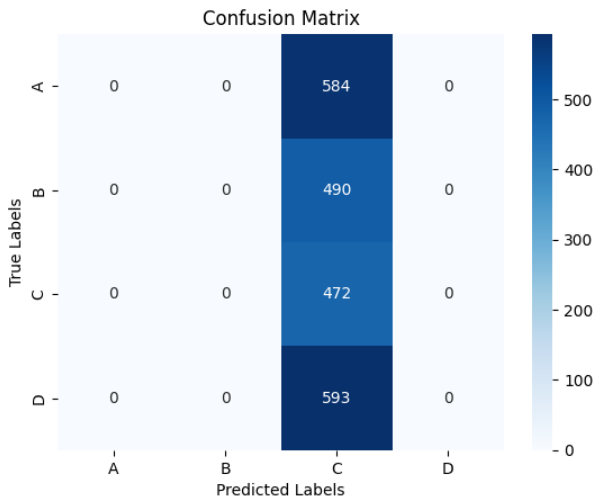 Confusion Matrix
True Labels
A 0 0 584 0
B 0 0 490 0
C 0 0 472 0
D 0 0 593 0
A B C D
Predicted Labels
500
400
300
200
100
0